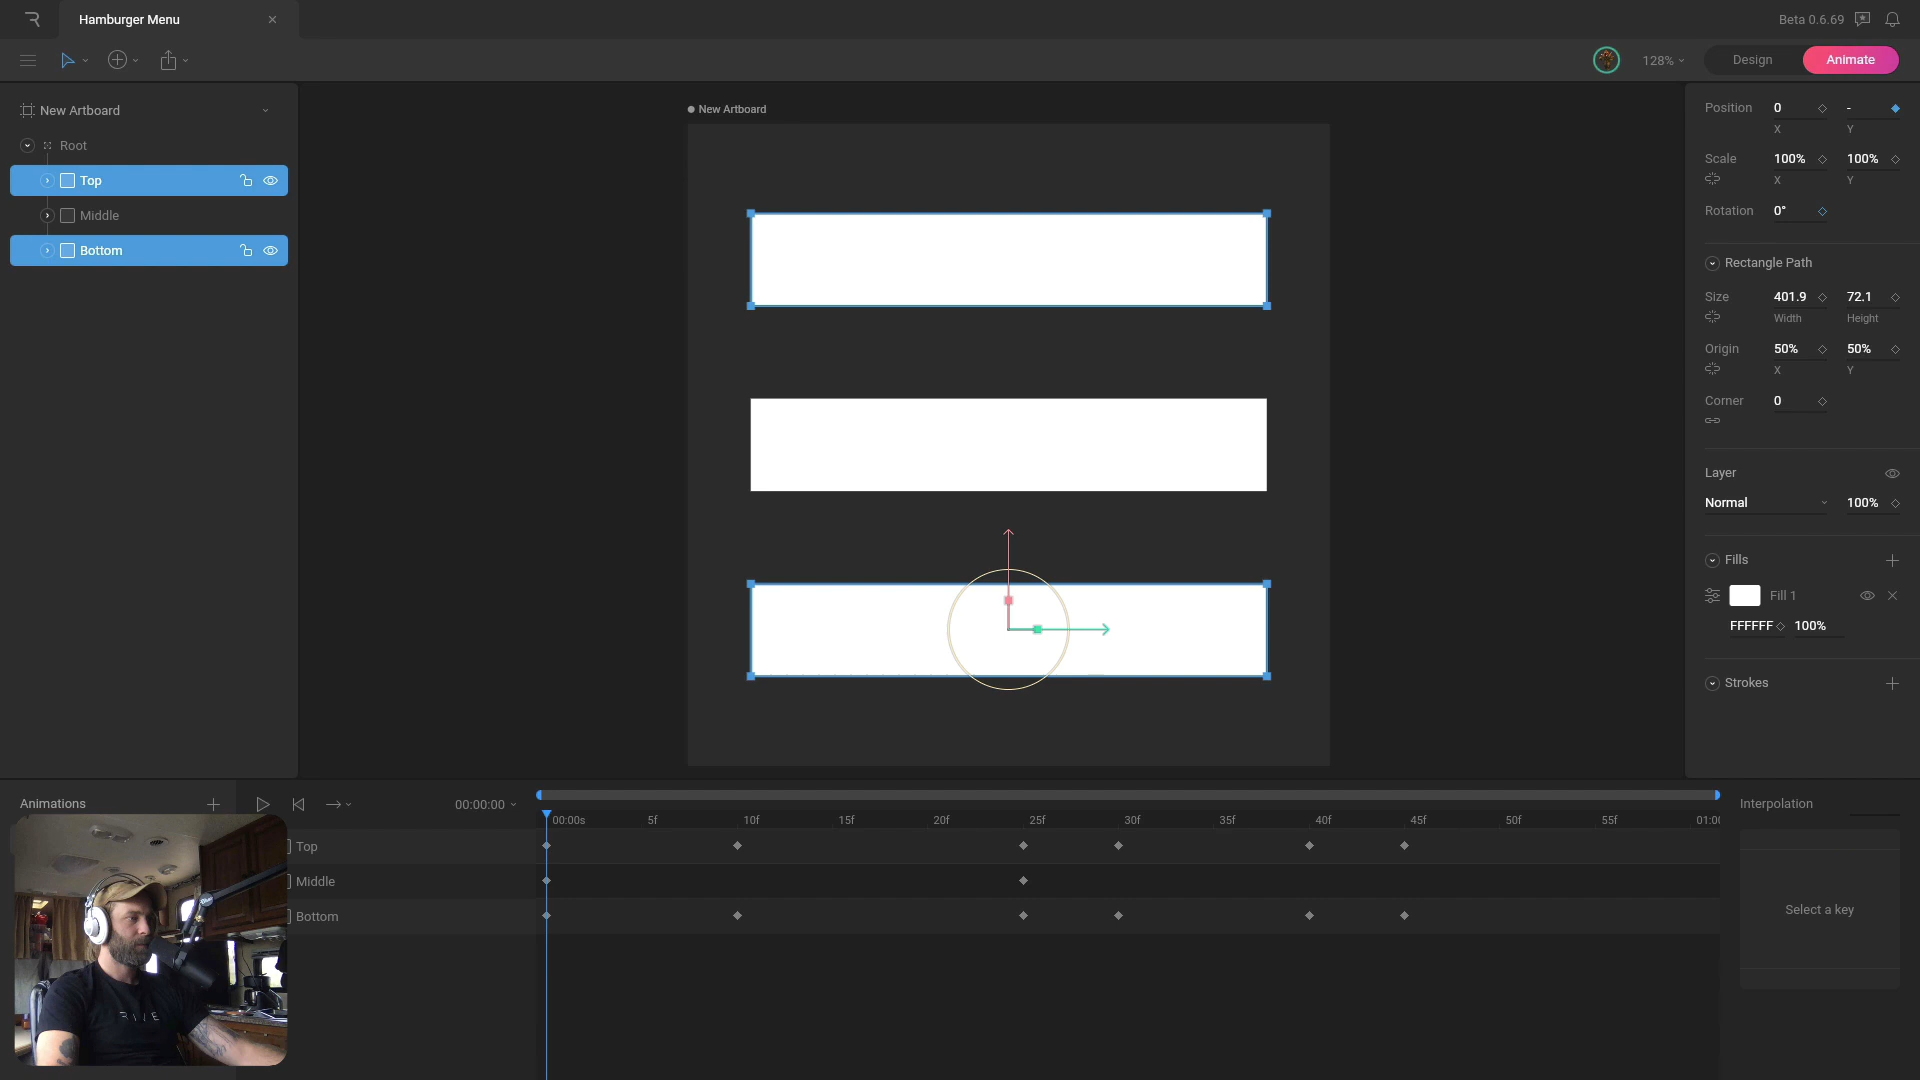 Hamburger Menu
Beta 0.6.69
128%
Design
Animate
New Artboard
Root
Top
Middle
Bottom
New Artboard
Position 0 -
X Y
Scale 100% 100%
X Y
Rotation 0°
Rectangle Path
Size 401.9 72.1
Width Height
Origin 50% 50%
X Y
Corner 0
Layer
Normal 100%
Fills
Fill 1
FFFFFF 100%
Strokes
Animations
00:00:00
00:00s 5f 10f 15f 20f 25f 30f 35f 40f 45f 50f 55f 01:00
Top
Middle
Bottom
Interpolation
Select a key
RIVE